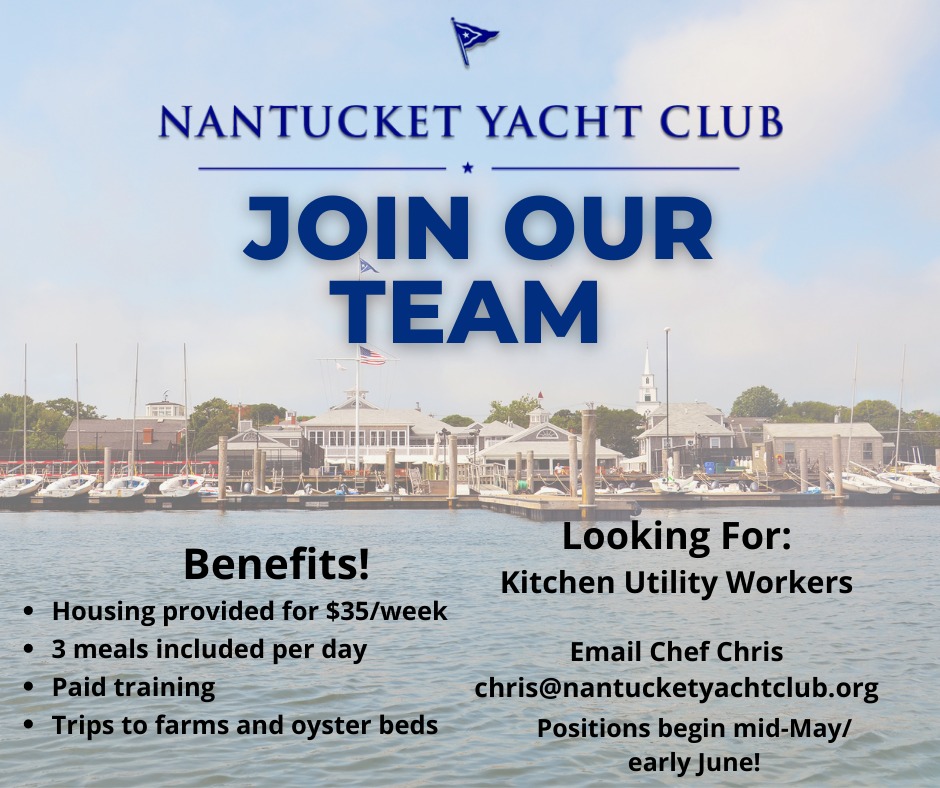 NANTUCKET YACHT CLUB
JOIN OUR
TEAM
Benefits!
• Housing provided for $35/week
• 3 meals included per day
• Paid training
• Trips to farms and oyster beds
Looking For:
Kitchen Utility Workers
Email Chef Chris
chris@nantucketyachtclub.org
Positions begin mid-May/
early June!